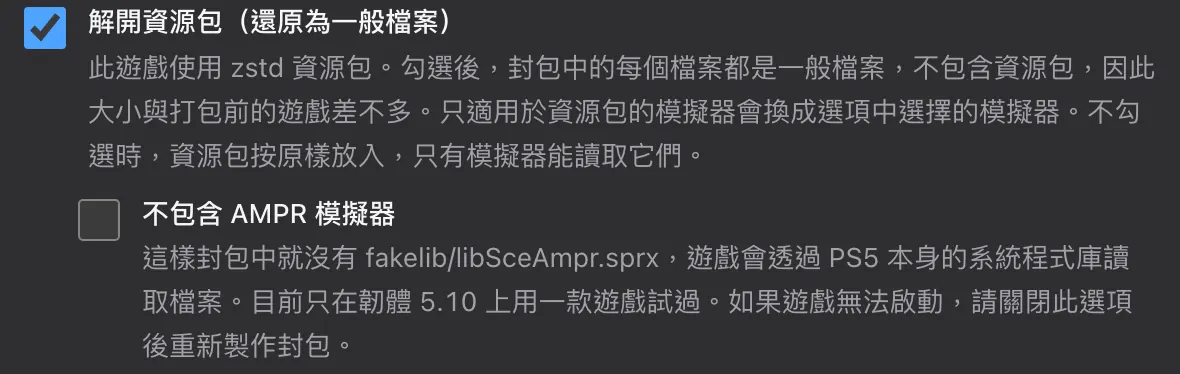 解開資源包（還原為一般檔案）
此遊戲使用 zstd 資源包。勾選後，封包中的每個檔案都是一般檔案，不包含資源包，因此
大小與打包前的遊戲差不多。只適用於資源包的模擬器會換成選項中選擇的模擬器。不勾
選時，資源包按原樣放入，只有模擬器能讀取它們。
不包含 AMPR 模擬器
這樣封包中就沒有 fakelib/libSceAmpr.sprx，遊戲會透過 PS5 本身的系統程式庫讀
取檔案。目前只在韌體 5.10 上用一款遊戲試過。如果遊戲無法啟動，請關閉此選項
後重新製作封包。